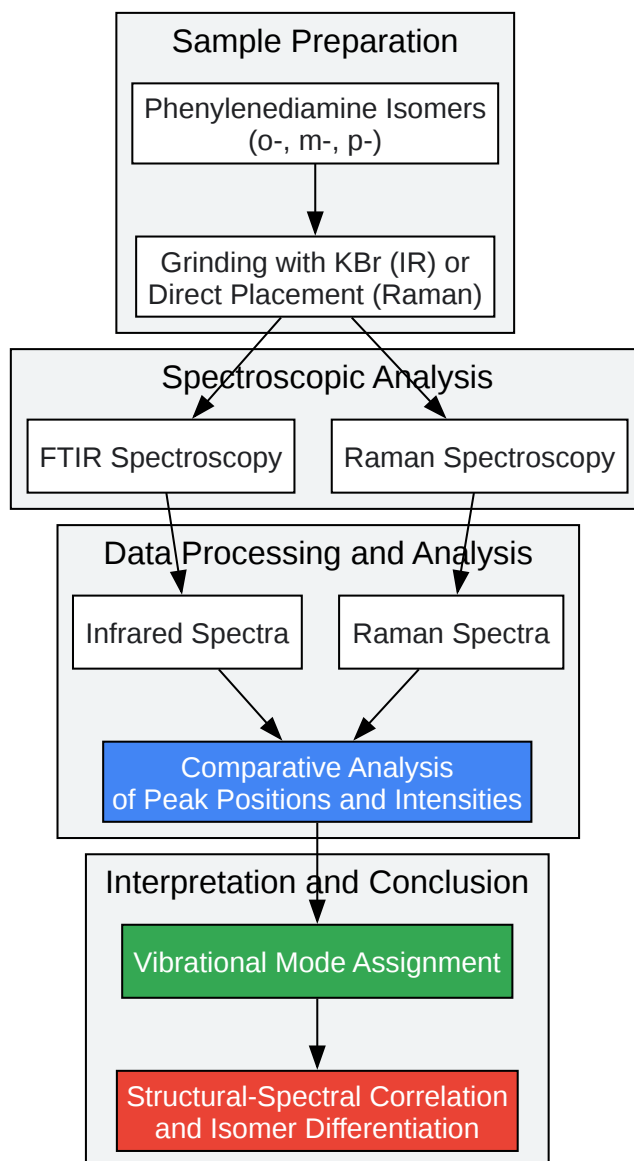 Sample Preparation
Phenylenediamine Isomers
(o-, m-, p-)
Grinding with KBr (IR) or
Direct Placement (Raman)
Spectroscopic Analysis
FTIR Spectroscopy
Raman Spectroscopy
Data Processing and Analysis
Infrared Spectra
Raman Spectra
Comparative Analysis
of Peak Positions and Intensities
Interpretation and Conclusion
Vibrational Mode Assignment
Structural-Spectral Correlation
and Isomer Differentiation